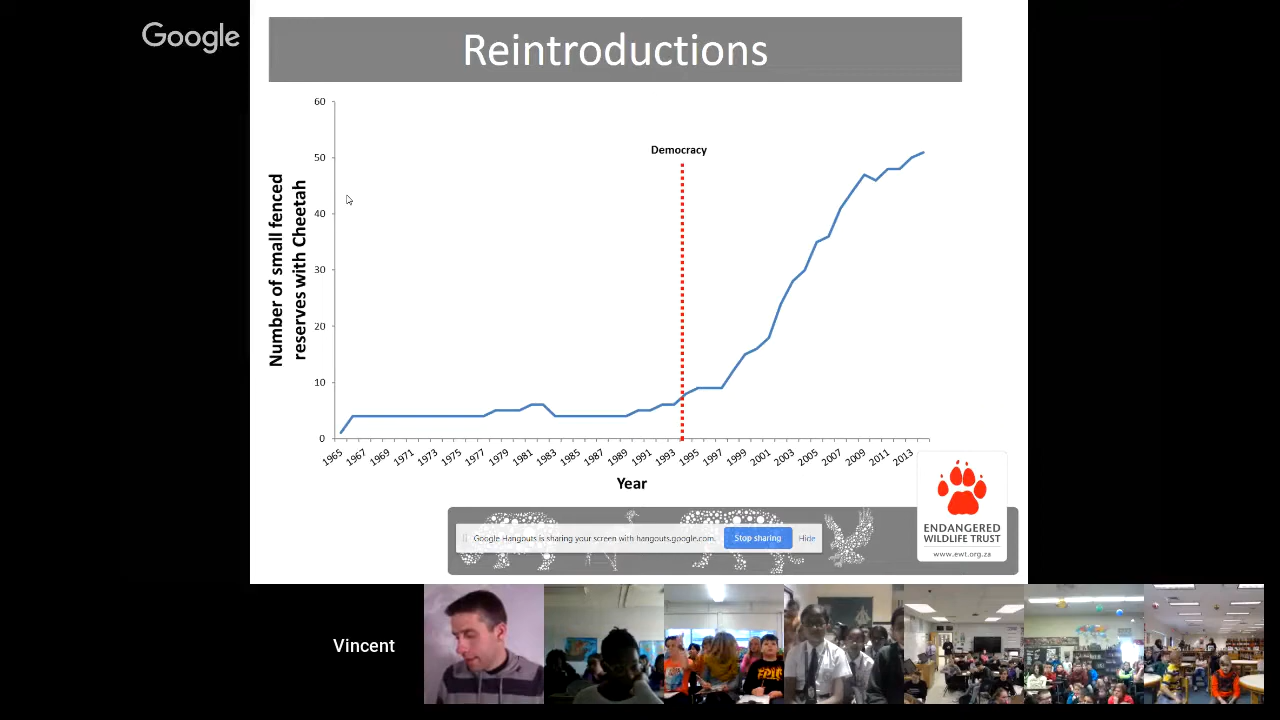 Google
Reintroductions
60
50
40
30
20
10
0
Number of small fenced
reserves with Cheetah
Democracy
1965
1967
1969
1971
1973
1975
1977
1979
1981
1983
1985
1987
1989
1991
1993
1995
1997
1999
2001
2003
2005
2007
2009
2011
2013
Year
ENDANGERED
WILDLIFE TRUST
www.ewt.org.za
Google Hangouts is sharing your screen with hangouts.google.com.
Stop sharing
Hide
Vincent